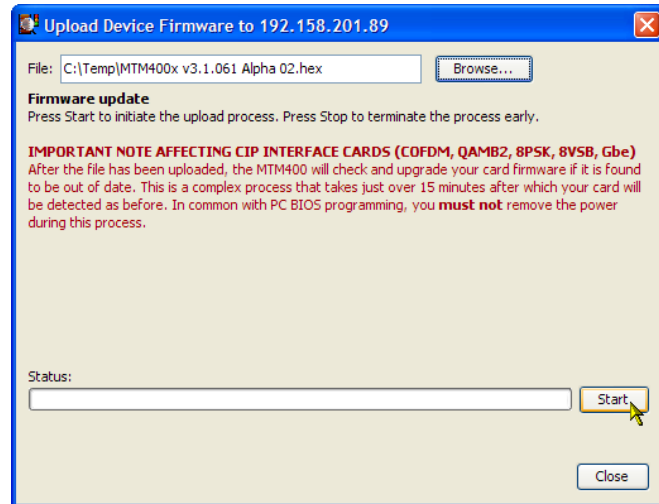 Upload Device Firmware to 192.158.201.89
File: C:\Temp\MTM400x v3.1.061 Alpha 02.hex Browse...
Firmware update
Press Start to initiate the upload process. Press Stop to terminate the process early.
IMPORTANT NOTE AFFECTING CIP INTERFACE CARDS (COFDM, QAMB2, 8PSK, 8VSB, Gbe)
After the file has been uploaded, the MTM400 will check and upgrade your card firmware if it is found
to be out of date. This is a complex process that takes just over 15 minutes after which your card will
be detected as before. In common with PC BIOS programming, you must not remove the power
during this process.
Status:
Start
Close